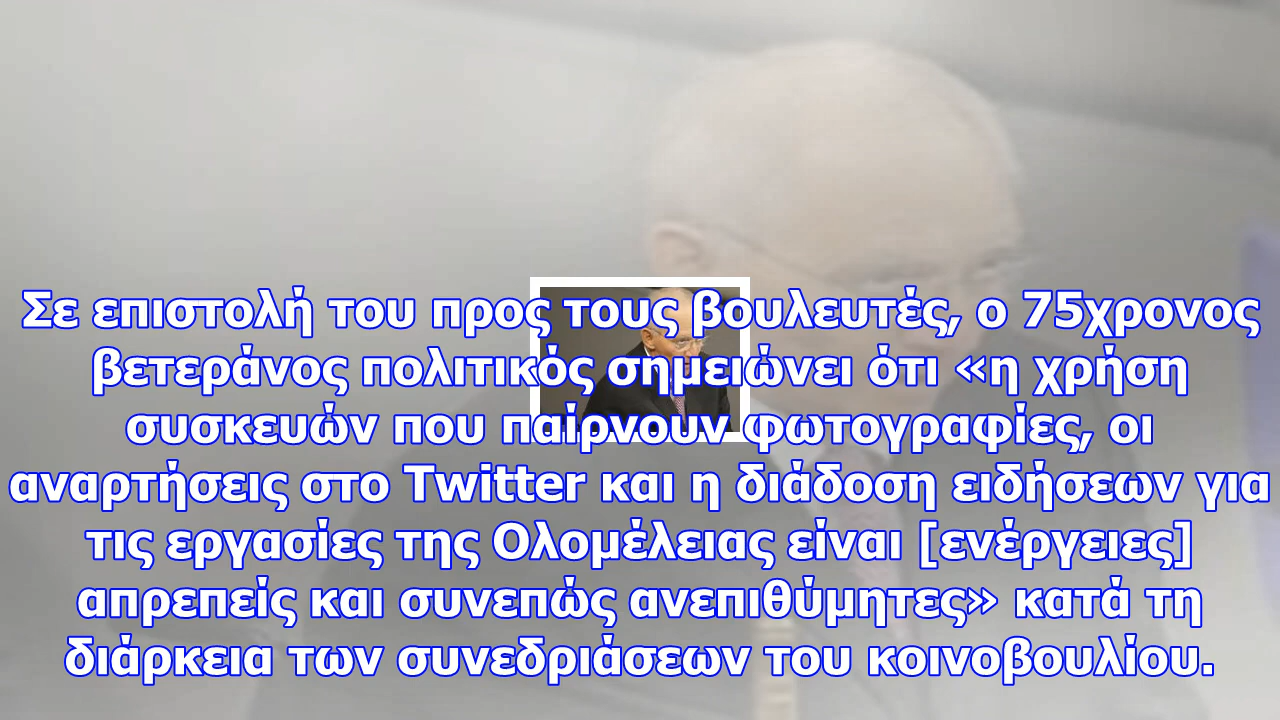 Σε επιστολή του προς τους βουλευτές, ο 75χρονος
βετεράνος πολιτικός σημειώνει ότι «η χρήση
συσκευών που παίρνουν φωτογραφίες, οι
αναρτήσεις στο Twitter και η διάδοση ειδήσεων για
τις εργασίες της Ολομέλειας είναι [ενέργειες]
απρεπείς και συνεπώς ανεπιθύμητες» κατά τη
διάρκεια των συνεδριάσεων του κοινοβουλίου.